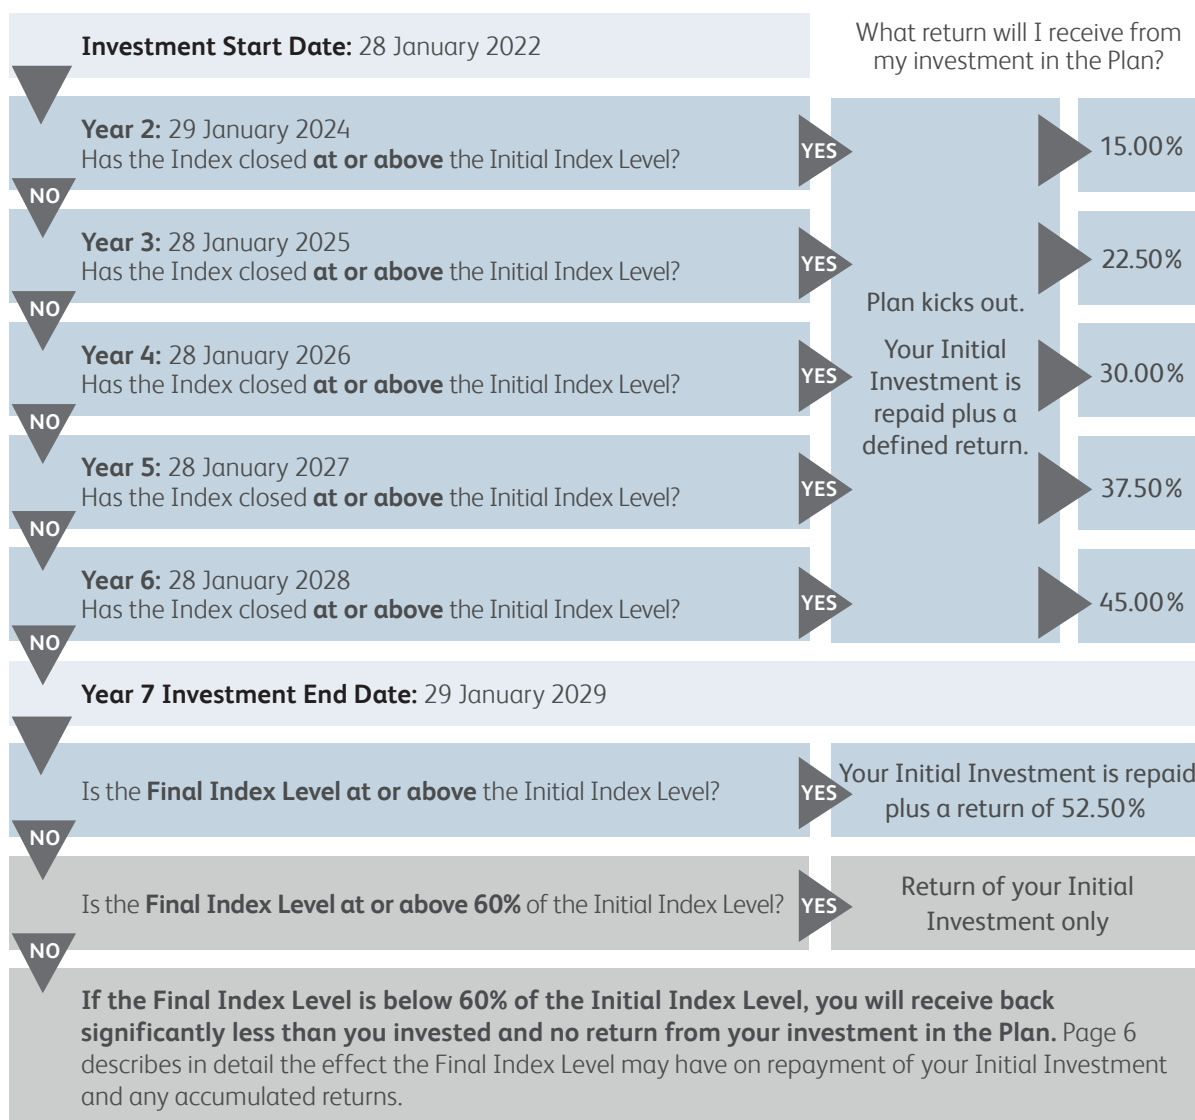 Investment Start Date: 28 January 2022
What return will I receive from
my investment in the Plan?
Year 2: 29 January 2024
Has the Index closed at or above the Initial Index Level?
YES
15.00%
NO
Year 3: 28 January 2025
Has the Index closed at or above the Initial Index Level?
YES
22.50%
NO
Year 4: 28 January 2026
Has the Index closed at or above the Initial Index Level?
YES
30.00%
NO
Year 5: 28 January 2027
Has the Index closed at or above the Initial Index Level?
YES
37.50%
NO
Year 6: 28 January 2028
Has the Index closed at or above the Initial Index Level?
YES
45.00%
NO
Plan kicks out.
Your Initial
Investment is
repaid plus a
defined return.
Year 7 Investment End Date: 29 January 2029
Is the Final Index Level at or above the Initial Index Level?
YES
Your Initial Investment is repaid
plus a return of 52.50%
NO
Is the Final Index Level at or above 60% of the Initial Index Level?
YES
Return of your Initial
Investment only
NO
If the Final Index Level is below 60% of the Initial Index Level, you will receive back
significantly less than you invested and no return from your investment in the Plan. Page 6
describes in detail the effect the Final Index Level may have on repayment of your Initial Investment
and any accumulated returns.